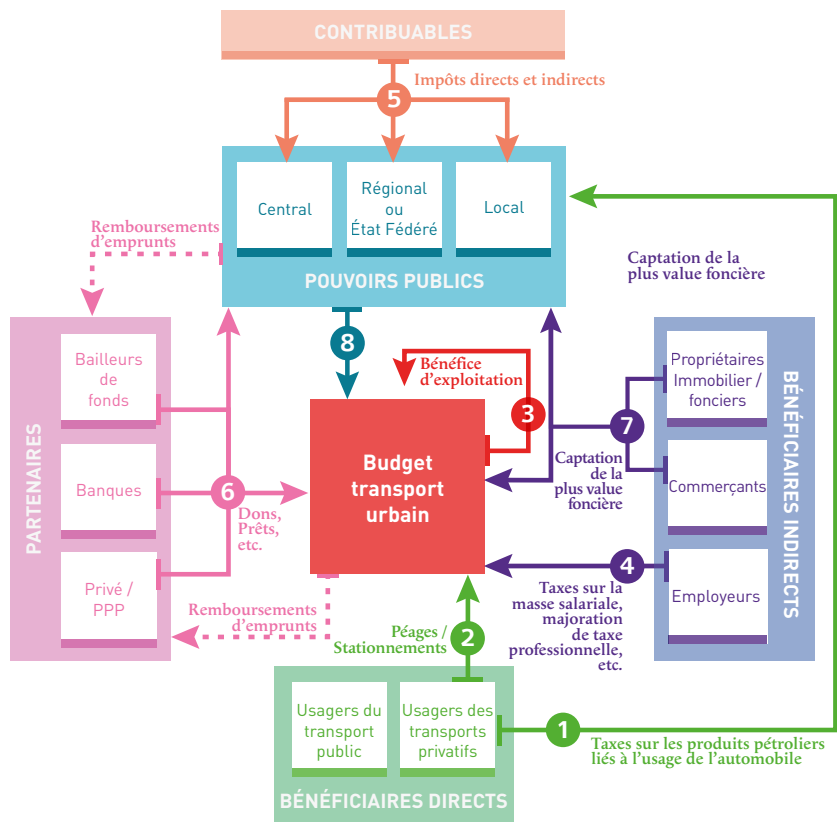 CONTRIBUABLES
Impôts directs et indirects
5
Central
Régional
ou
État Fédéré
Local
POUVOIRS PUBLICS
Remboursements
d'emprunts
Captation de la
plus value foncière
8
PARTENAIRES
Bailleurs
de
fonds
Banques
Privé /
PPP
6
Dons,
Prêts,
etc.
Remboursements
d'emprunts
Bénéfice
d'exploitation
3
Budget
transport
urbain
7
Captation
de la
plus value
foncière
BÉNÉFICIAIRES INDIRECTS
Propriétaires
Immobilier /
fonciers
Commerçants
Employeurs
4
Taxes sur la
masse salariale,
majoration
de taxe
professionnelle,
etc.
Péages /
Stationnements
2
Usagers du
transport
public
Usagers des
transports
privatifs
BÉNÉFICIAIRES DIRECTS
1
Taxes sur les produits pétroliers
liés à l'usage de l'automobile